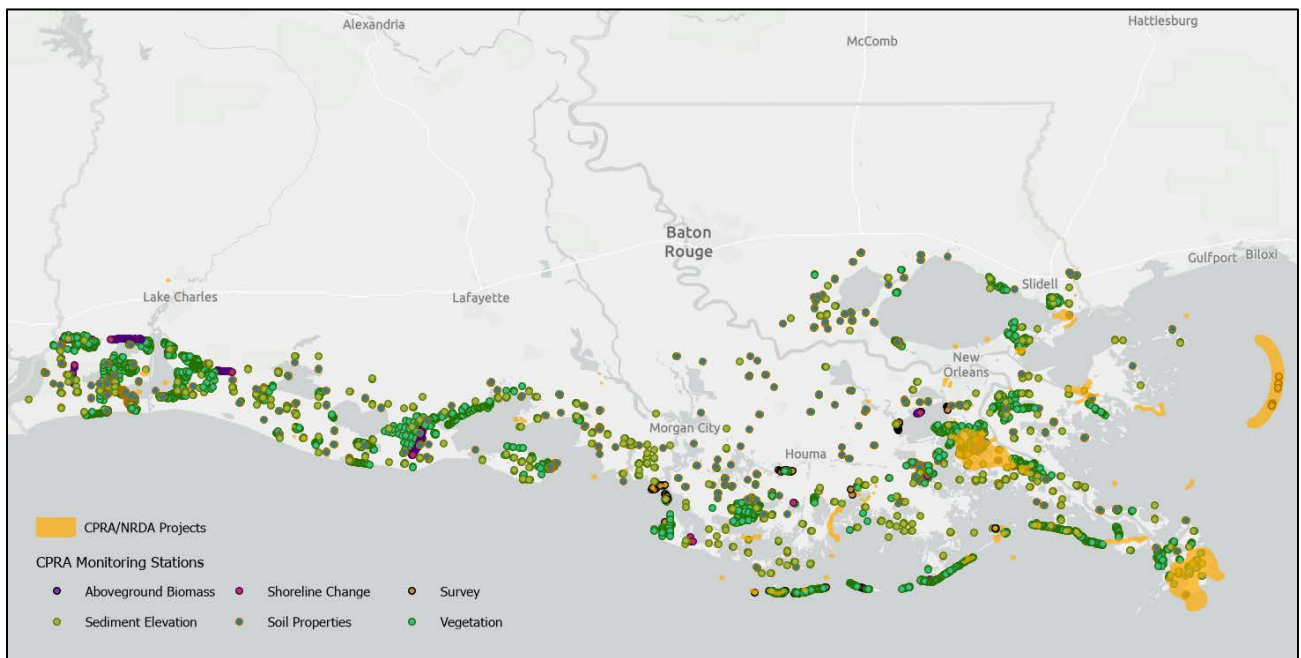 Alexandria
Hattiesburg
McComb
Baton
Rouge
Gulfport Biloxi
Slidell
Lake Charles
Lafayette
New
Orleans
Morgan City
Houma
CPRA/NRDA Projects
CPRA Monitoring Stations
Aboveground Biomass Shoreline Change Survey
Sediment Elevation Soil Properties Vegetation